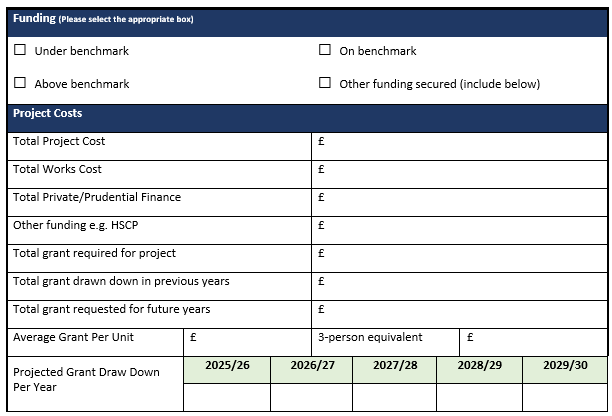 Funding (Please select the appropriate box)
☐ Under benchmark ☐ On benchmark
☐ Above benchmark ☐ Other funding secured (include below)
Project Costs
Total Project Cost £
Total Works Cost £
Total Private/Prudential Finance £
Other funding e.g. HSCP £
Total grant required for project £
Total grant drawn down in previous years £
Total grant requested for future years £
Average Grant Per Unit £ 3-person equivalent £
2025/26 2026/27 2027/28 2028/29 2029/30
Projected Grant Draw Down
Per Year